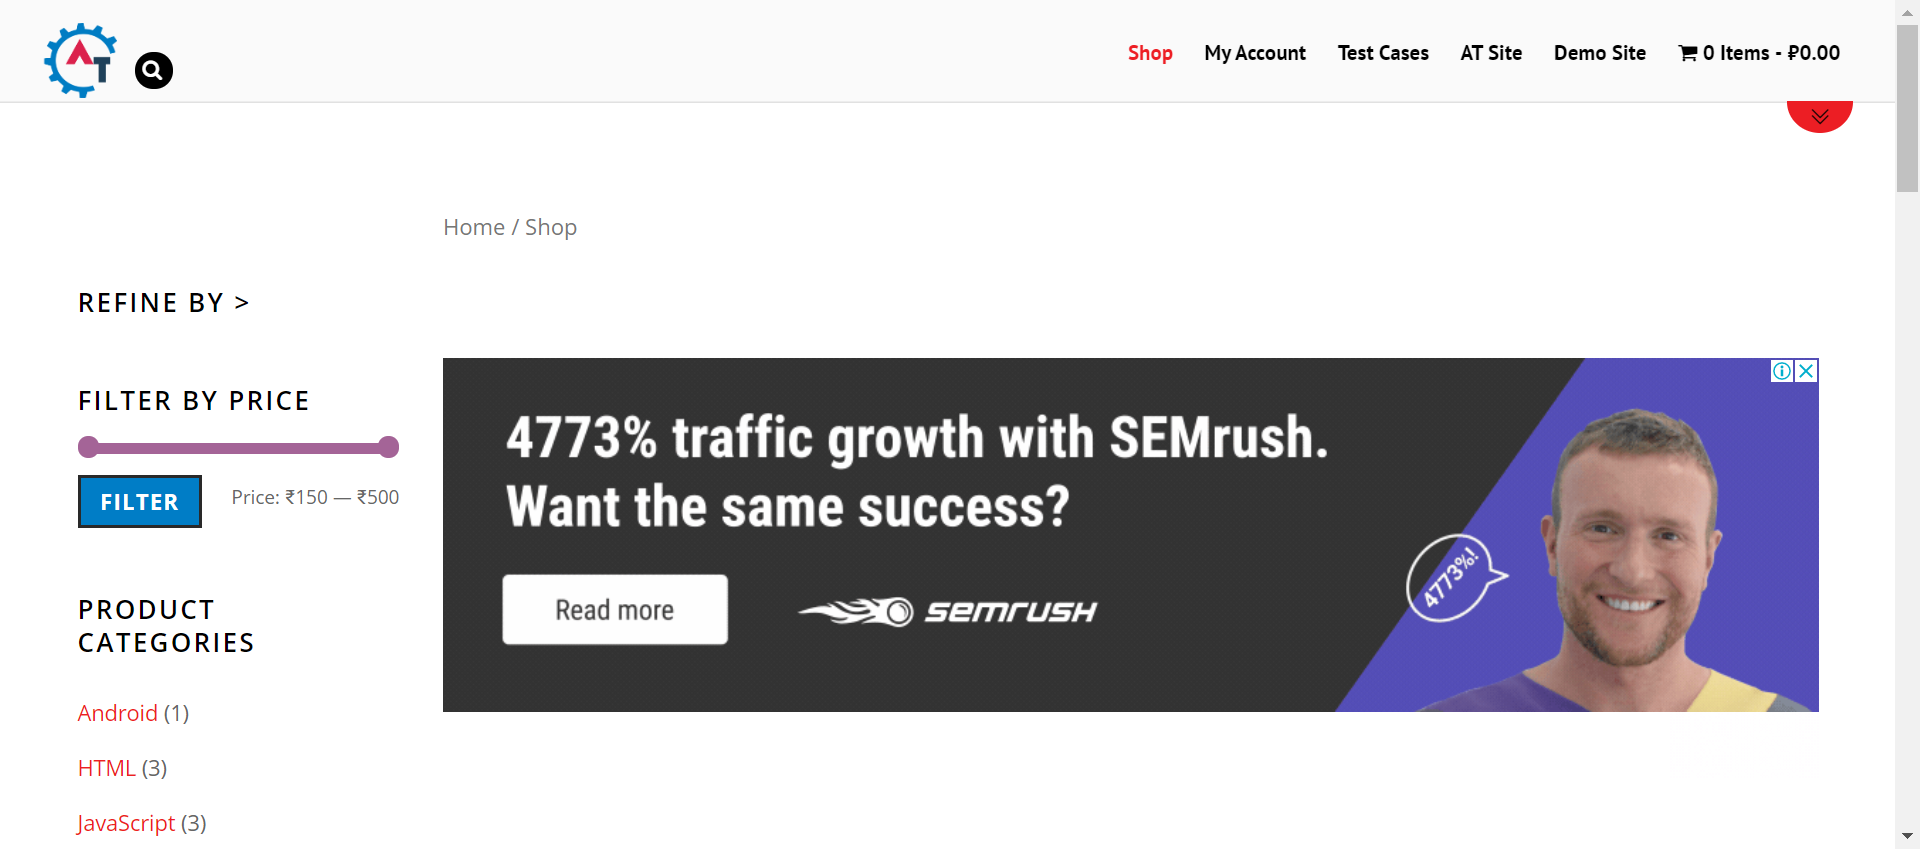 AT
Shop
My Account
Test Cases
AT Site
Demo Site
0 Items - ₽0.00
Home / Shop
REFINE BY >
FILTER BY PRICE
FILTER
Price: ₹150 — ₹500
PRODUCT
CATEGORIES
Android (1)
HTML (3)
JavaScript (3)
4773% traffic growth with SEMrush.
Want the same success?
Read more
semrush
4773%!